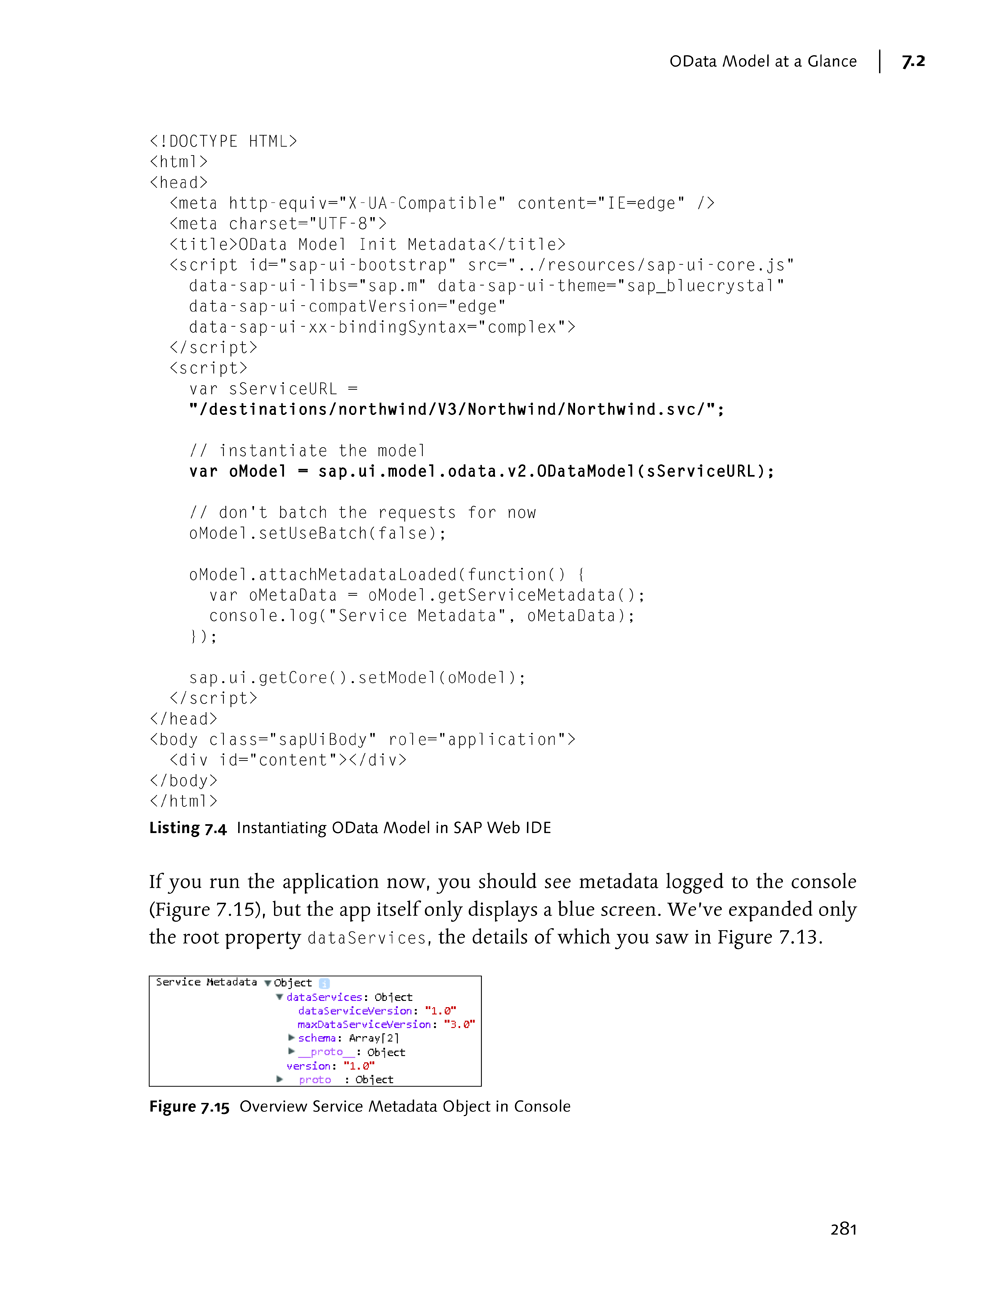 OData Model at a Glance | 7.2
<!DOCTYPE HTML>
<html>
<head>
  <meta http-equiv="X-UA-Compatible" content="IE=edge" />
  <meta charset="UTF-8">
  <title>OData Model Init Metadata</title>
  <script id="sap-ui-bootstrap" src="../resources/sap-ui-core.js"
    data-sap-ui-libs="sap.m" data-sap-ui-theme="sap_bluecrystal"
    data-sap-ui-compatVersion="edge"
    data-sap-ui-xx-bindingSyntax="complex">
  </script>
  <script>
    var sServiceURL =
    "/destinations/northwind/V3/Northwind/Northwind.svc/";
    // instantiate the model
    var oModel = sap.ui.model.odata.v2.ODataModel(sServiceURL);
    // don't batch the requests for now
    oModel.setUseBatch(false);
    oModel.attachMetadataLoaded(function() {
      var oMetaData = oModel.getServiceMetadata();
      console.log("Service Metadata", oMetaData);
    });
    sap.ui.getCore().setModel(oModel);
  </script>
</head>
<body class="sapUiBody" role="application">
  <div id="content"></div>
</body>
</html>
Listing 7.4 Instantiating OData Model in SAP Web IDE
If you run the application now, you should see metadata logged to the console
(Figure 7.15), but the app itself only displays a blue screen. We've expanded only
the root property dataServices, the details of which you saw in Figure 7.13.
Service Metadata ▼Object i
▼dataServices: Object
dataServiceVersion: "1.0"
maxDataServiceVersion: "3.0"
▶schema: Array[2]
▶__proto__: Object
version: "1.0"
▶ proto : Object
Figure 7.15 Overview Service Metadata Object in Console
281